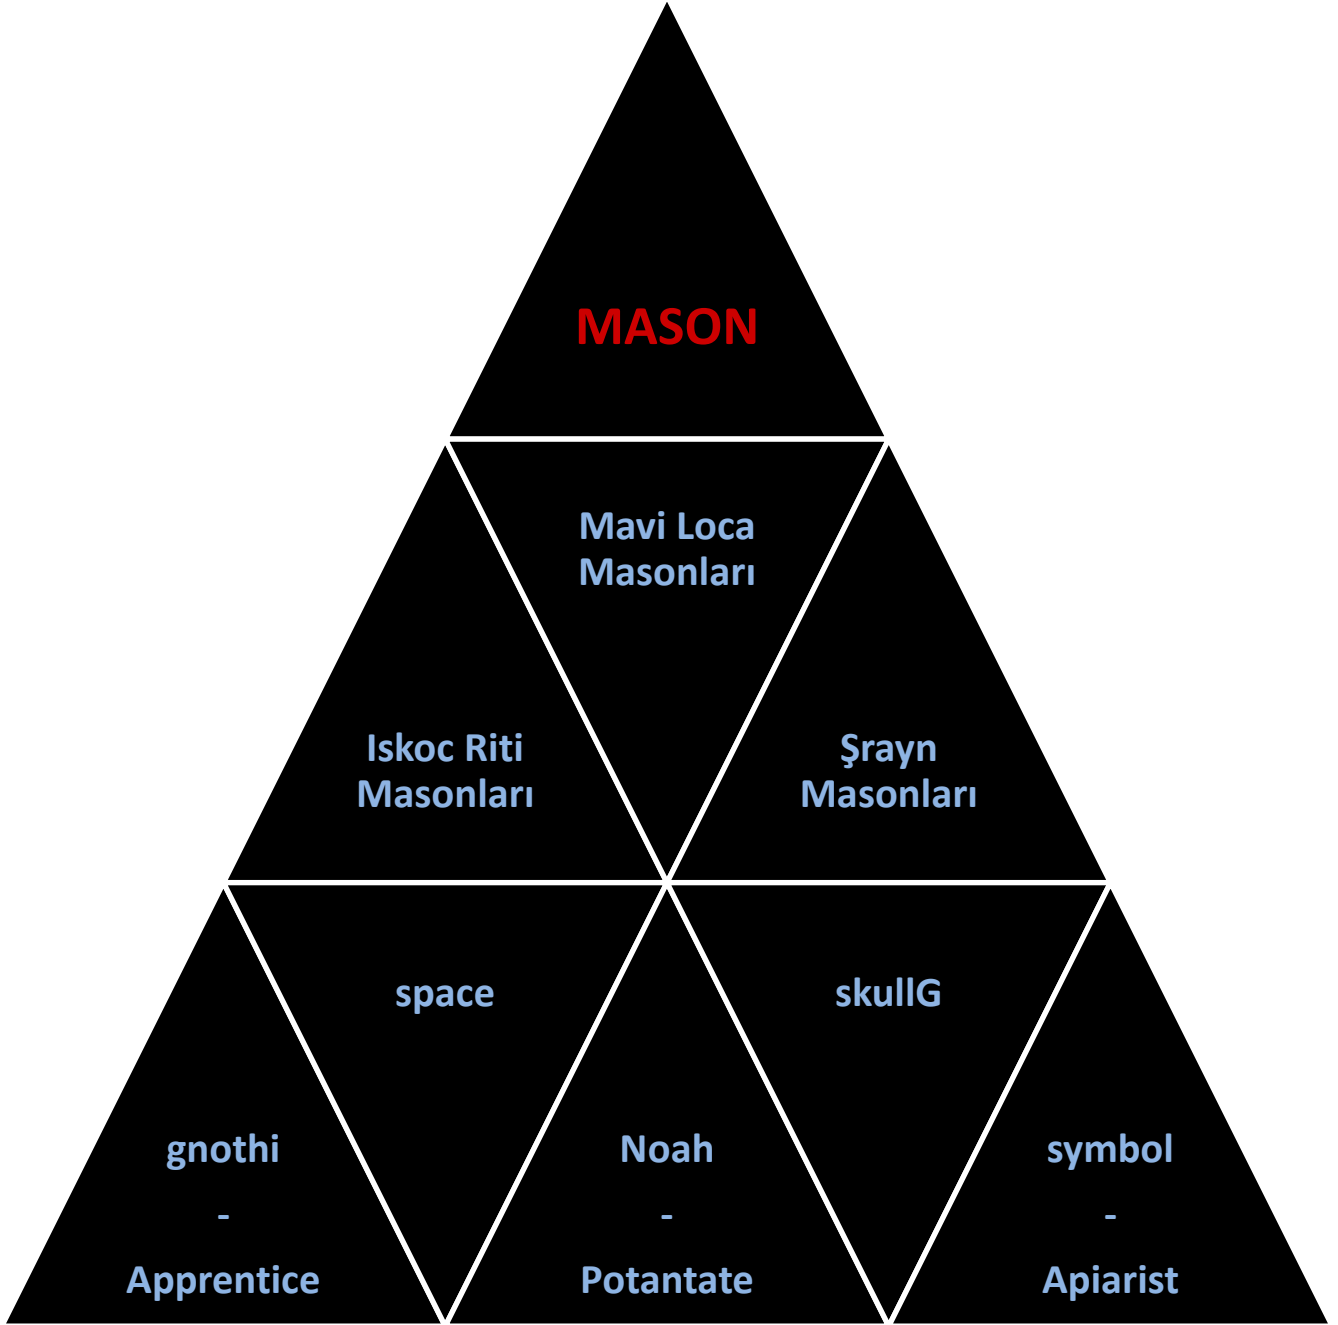 MASON
Mavi Loca
Masonları
Iskoc Riti
Masonları
Şrayn
Masonları
space
skullG
gnothi
-
Apprentice
Noah
-
Potantate
symbol
-
Apiarist